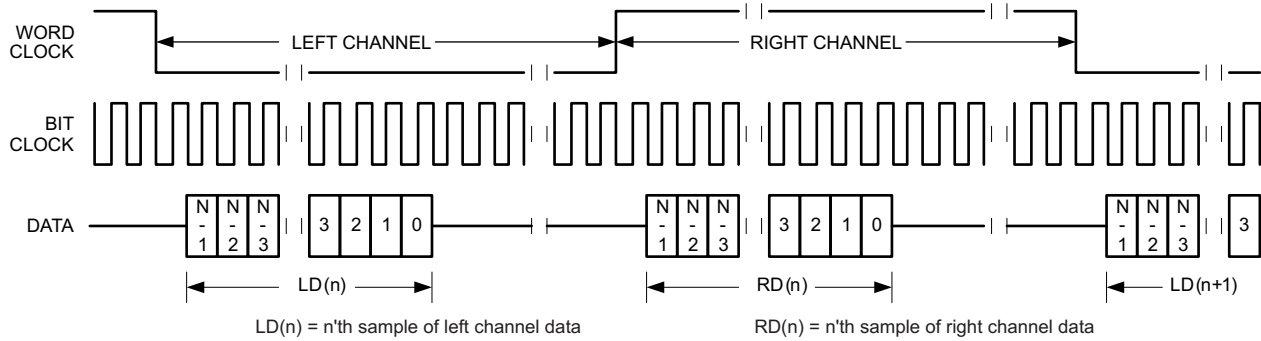 WORD
CLOCK
LEFT CHANNEL
RIGHT CHANNEL
BIT
CLOCK
DATA
N
-
1
N
-
2
N
-
3
3
2
1
0
N
-
1
N
-
2
N
-
3
3
2
1
0
N
-
1
N
-
2
N
-
3
3
LD(n)
RD(n)
LD(n+1)
LD(n) = n'th sample of left channel data
RD(n) = n'th sample of right channel data